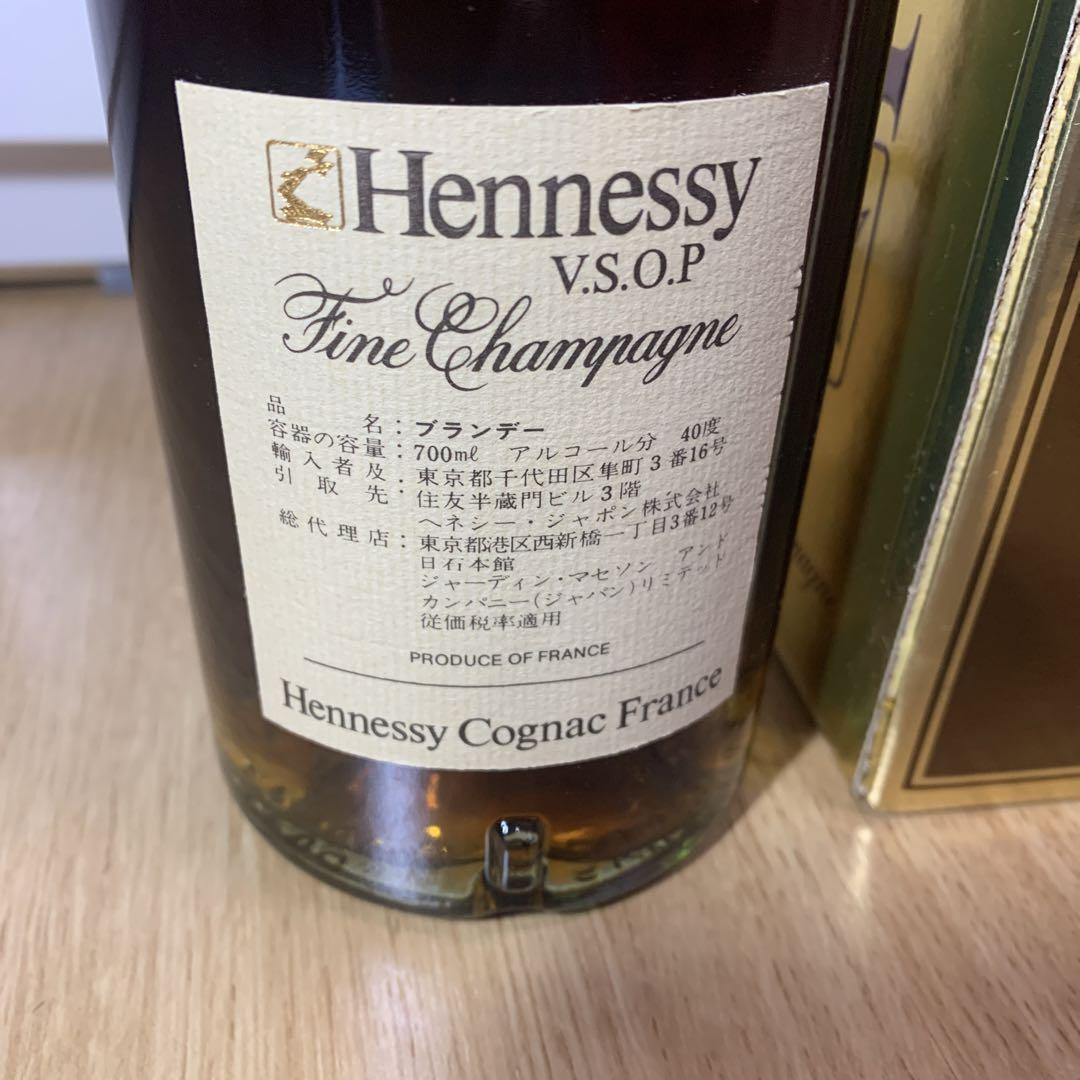 Hennessy
V.S.O.P
Fine Champagne
品名：ブランデー
容器の容量：700mℓ アルコール分 40度
輸入者及引取先：東京都千代田区隼町3番16号
住友半蔵門ビル3階
ヘネシー・ジャポン株式会社
総代理店：東京都港区西新橋一丁目3番12号
日石本館
ジャーディン・マセソン アンド
カンパニー(ジャパン)リミテッド
従価税率適用
PRODUCE OF FRANCE
Hennessy Cognac France